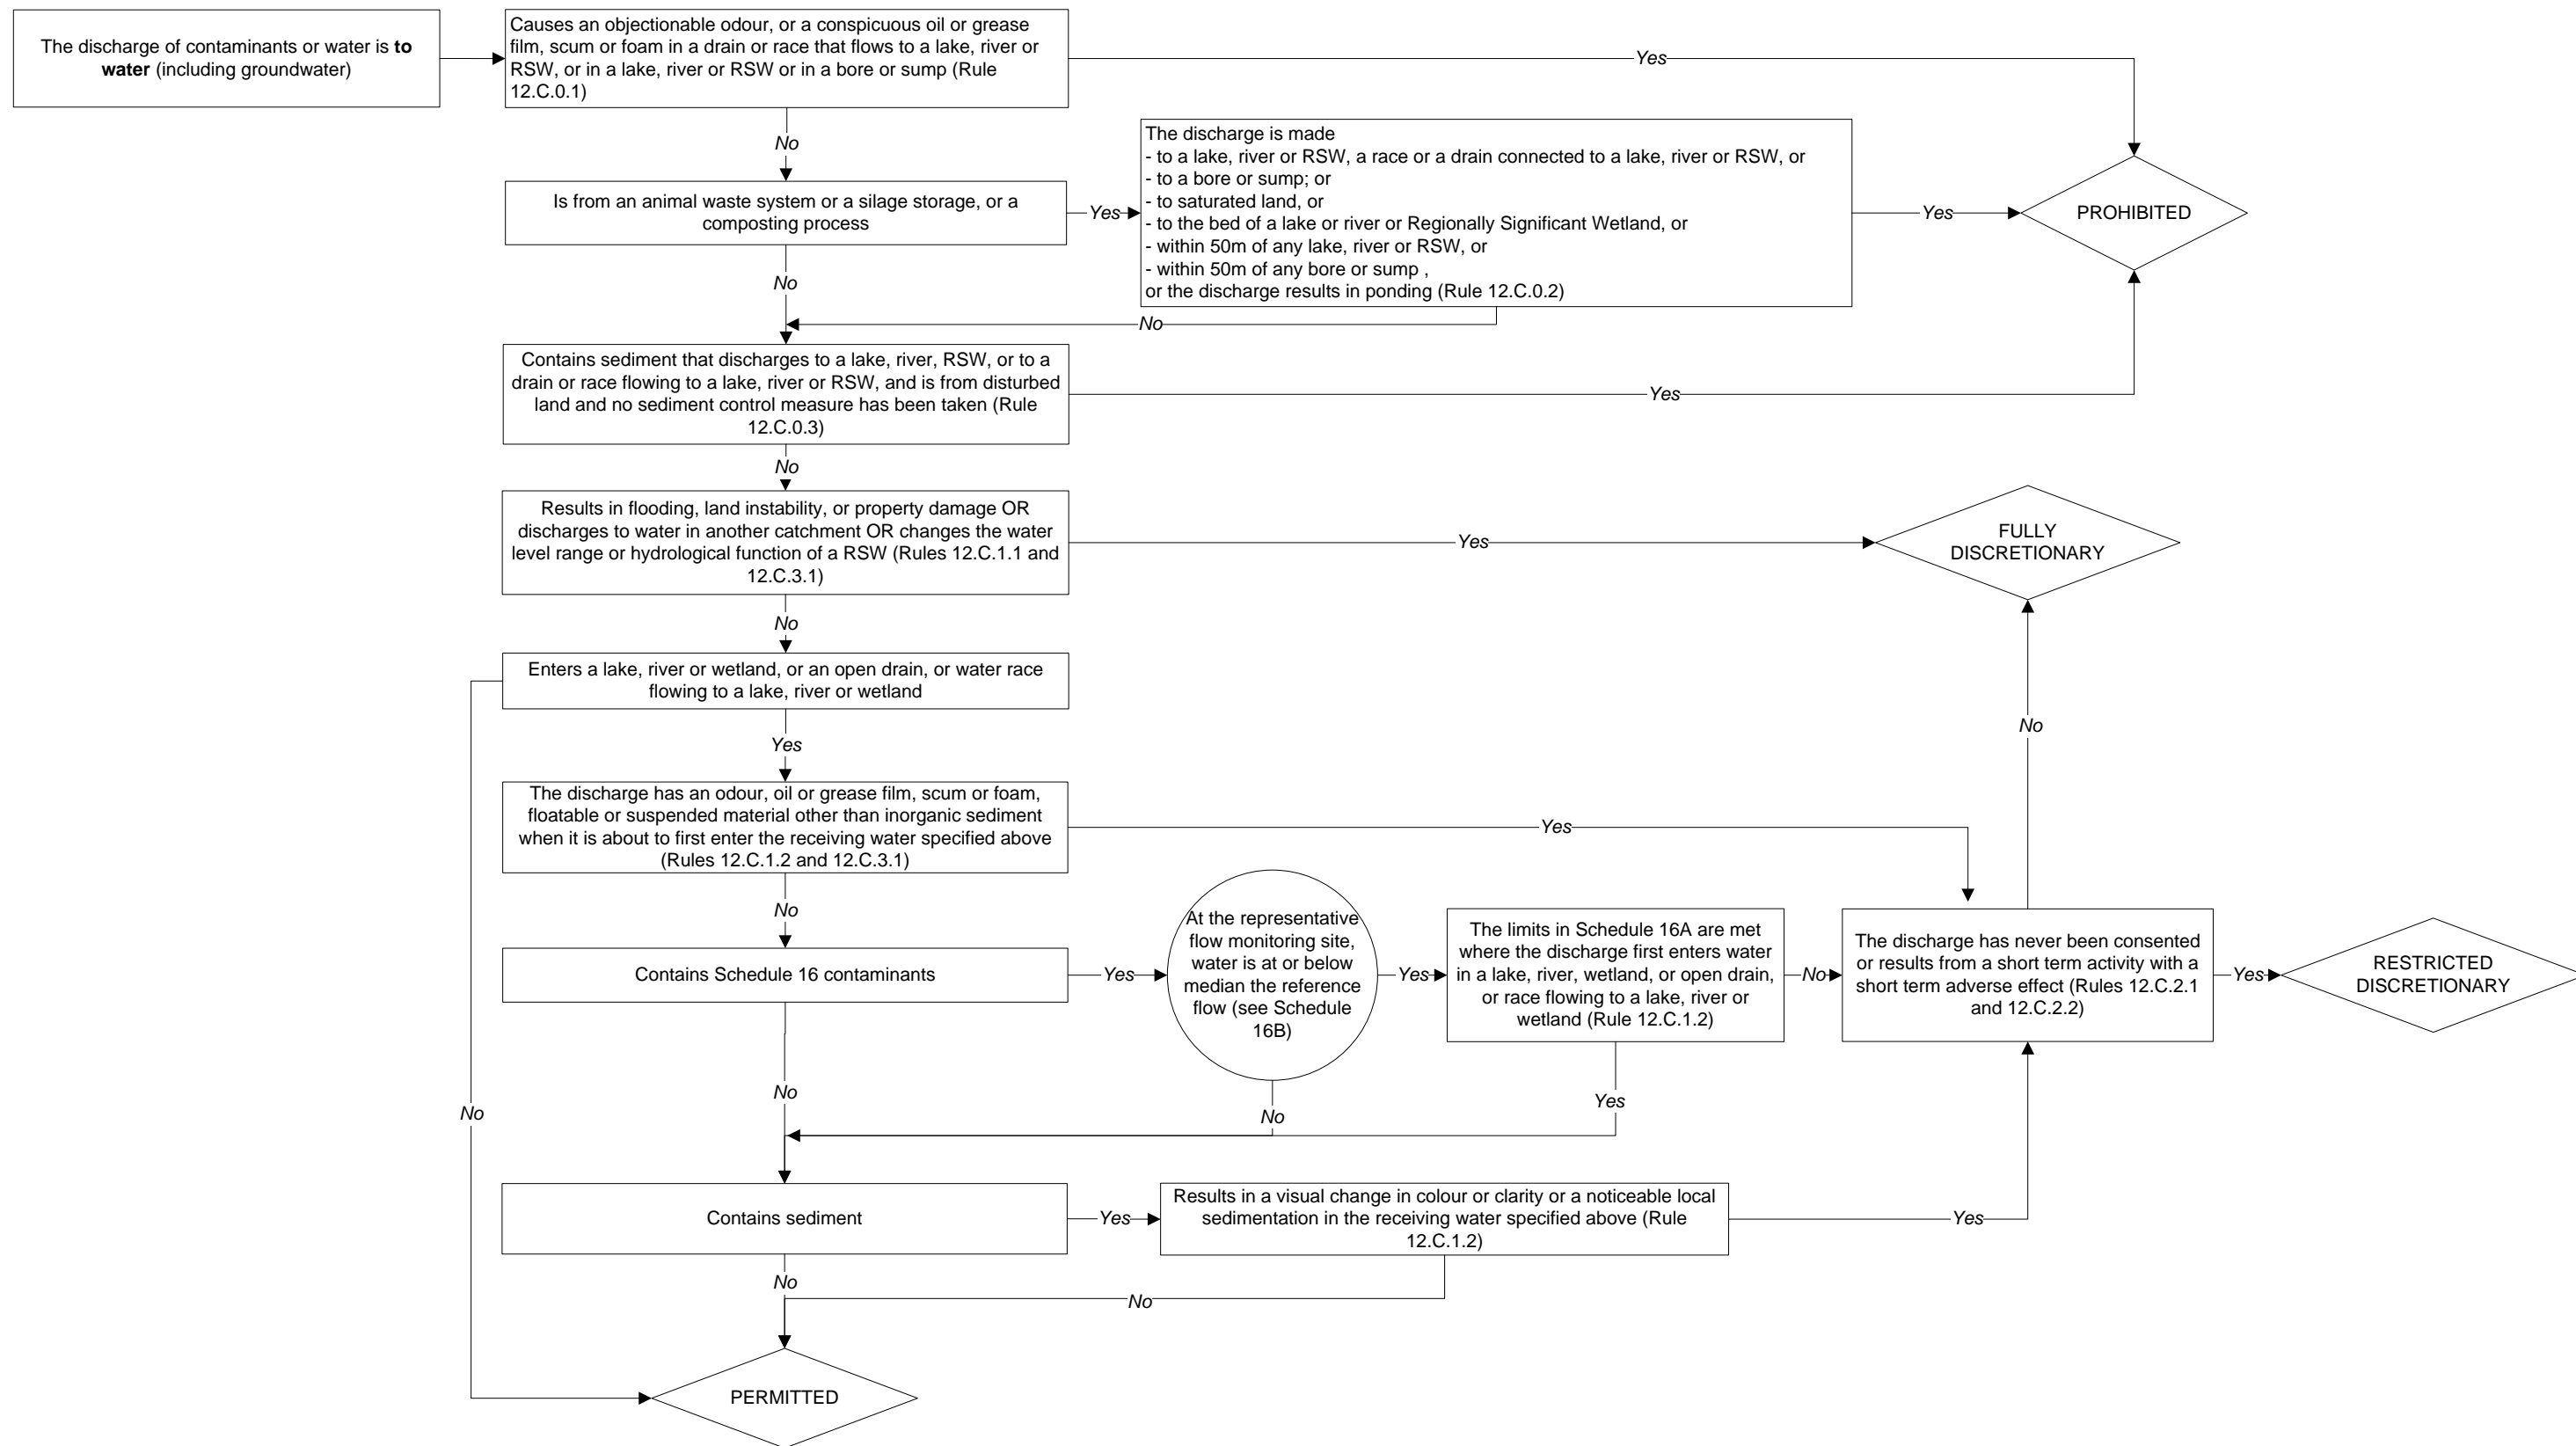 The discharge of contaminants or water is to
water (including groundwater)
Causes an objectionable odour, or a conspicuous oil or grease
film, scum or foam in a drain or race that flows to a lake, river or
RSW, or in a lake, river or RSW or in a bore or sump (Rule
12.C.0.1)
Yes
No
The discharge is made
- to a lake, river or RSW, a race or a drain connected to a lake, river or RSW, or
- to a bore or sump; or
- to saturated land, or
- to the bed of a lake or river or Regionally Significant Wetland, or
- within 50m of any lake, river or RSW, or
- within 50m of any bore or sump ,
or the discharge results in ponding (Rule 12.C.0.2)
Is from an animal waste system or a silage storage, or a
composting process
Yes
Yes
PROHIBITED
No
No
Contains sediment that discharges to a lake, river, RSW, or to a
drain or race flowing to a lake, river or RSW, and is from disturbed
land and no sediment control measure has been taken (Rule
12.C.0.3)
Yes
No
Results in flooding, land instability, or property damage OR
discharges to water in another catchment OR changes the water
level range or hydrological function of a RSW (Rules 12.C.1.1 and
12.C.3.1)
Yes
FULLY
DISCRETIONARY
No
Enters a lake, river or wetland, or an open drain, or water race
flowing to a lake, river or wetland
No
Yes
The discharge has an odour, oil or grease film, scum or foam,
floatable or suspended material other than inorganic sediment
when it is about to first enter the receiving water specified above
(Rules 12.C.1.2 and 12.C.3.1)
Yes
No
Contains Schedule 16 contaminants
Yes
At the representative
flow monitoring site,
water is at or below
median the reference
flow (see Schedule
16B)
Yes
The limits in Schedule 16A are met
where the discharge first enters water
in a lake, river, wetland, or open drain,
or race flowing to a lake, river or
wetland (Rule 12.C.1.2)
No
The discharge has never been consented
or results from a short term activity with a
short term adverse effect (Rules 12.C.2.1
and 12.C.2.2)
Yes
RESTRICTED
DISCRETIONARY
No
No
No
Yes
Contains sediment
Yes
Results in a visual change in colour or clarity or a noticeable local
sedimentation in the receiving water specified above (Rule
12.C.1.2)
Yes
No
No
PERMITTED